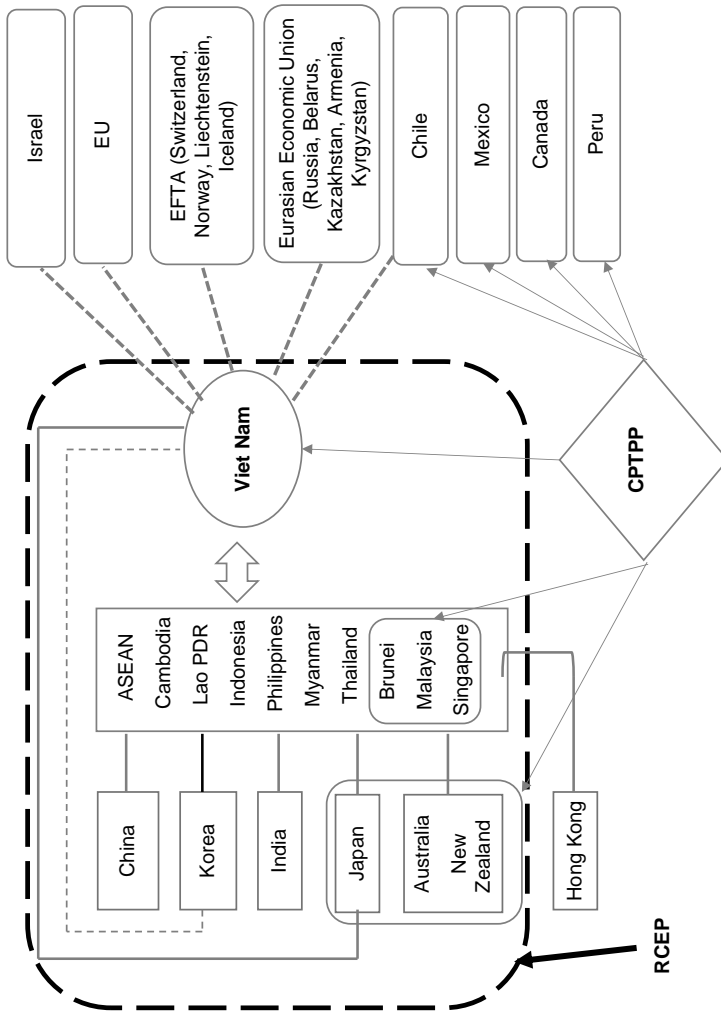 Israel
EU
EFTA (Switzerland,
Norway, Liechtenstein,
Iceland)
Eurasian Economic Union
(Russia, Belarus,
Kazakhstan, Armenia,
Kyrgyzstan)
Chile
Mexico
Canada
Peru
Viet Nam
CPTPP
ASEAN
Cambodia
Lao PDR
Indonesia
Philippines
Myanmar
Thailand
Brunei
Malaysia
Singapore
China
Korea
India
Japan
Australia
New
Zealand
Hong Kong
RCEP